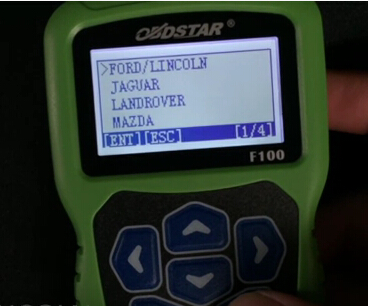 OBDSTAR®
>FORD/LINCOLN
JAGUAR
LANDROVER
MAZDA
[ENT][ESC] [1/4]
F100